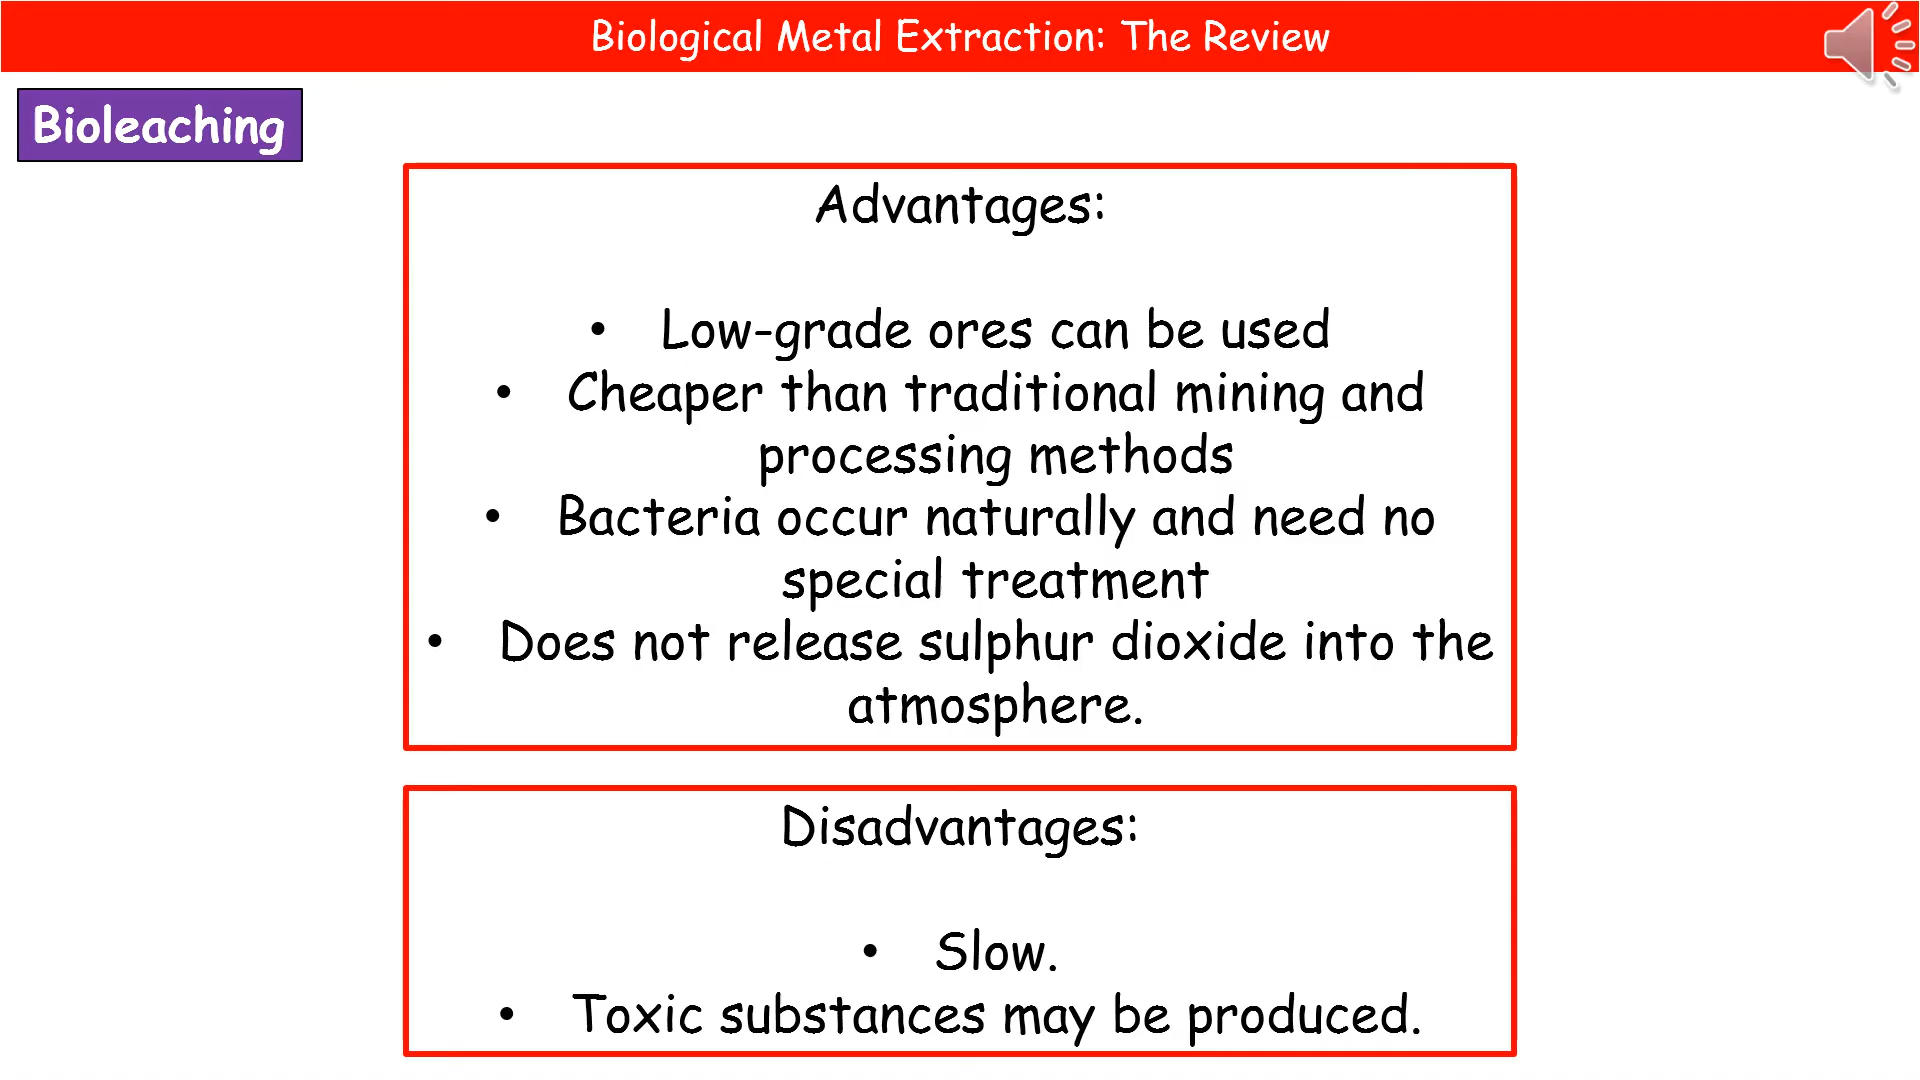 Biological Metal Extraction: The Review
Bioleaching
Advantages:
• Low-grade ores can be used
• Cheaper than traditional mining and
processing methods
• Bacteria occur naturally and need no
special treatment
• Does not release sulphur dioxide into the
atmosphere.
Disadvantages:
• Slow.
• Toxic substances may be produced.